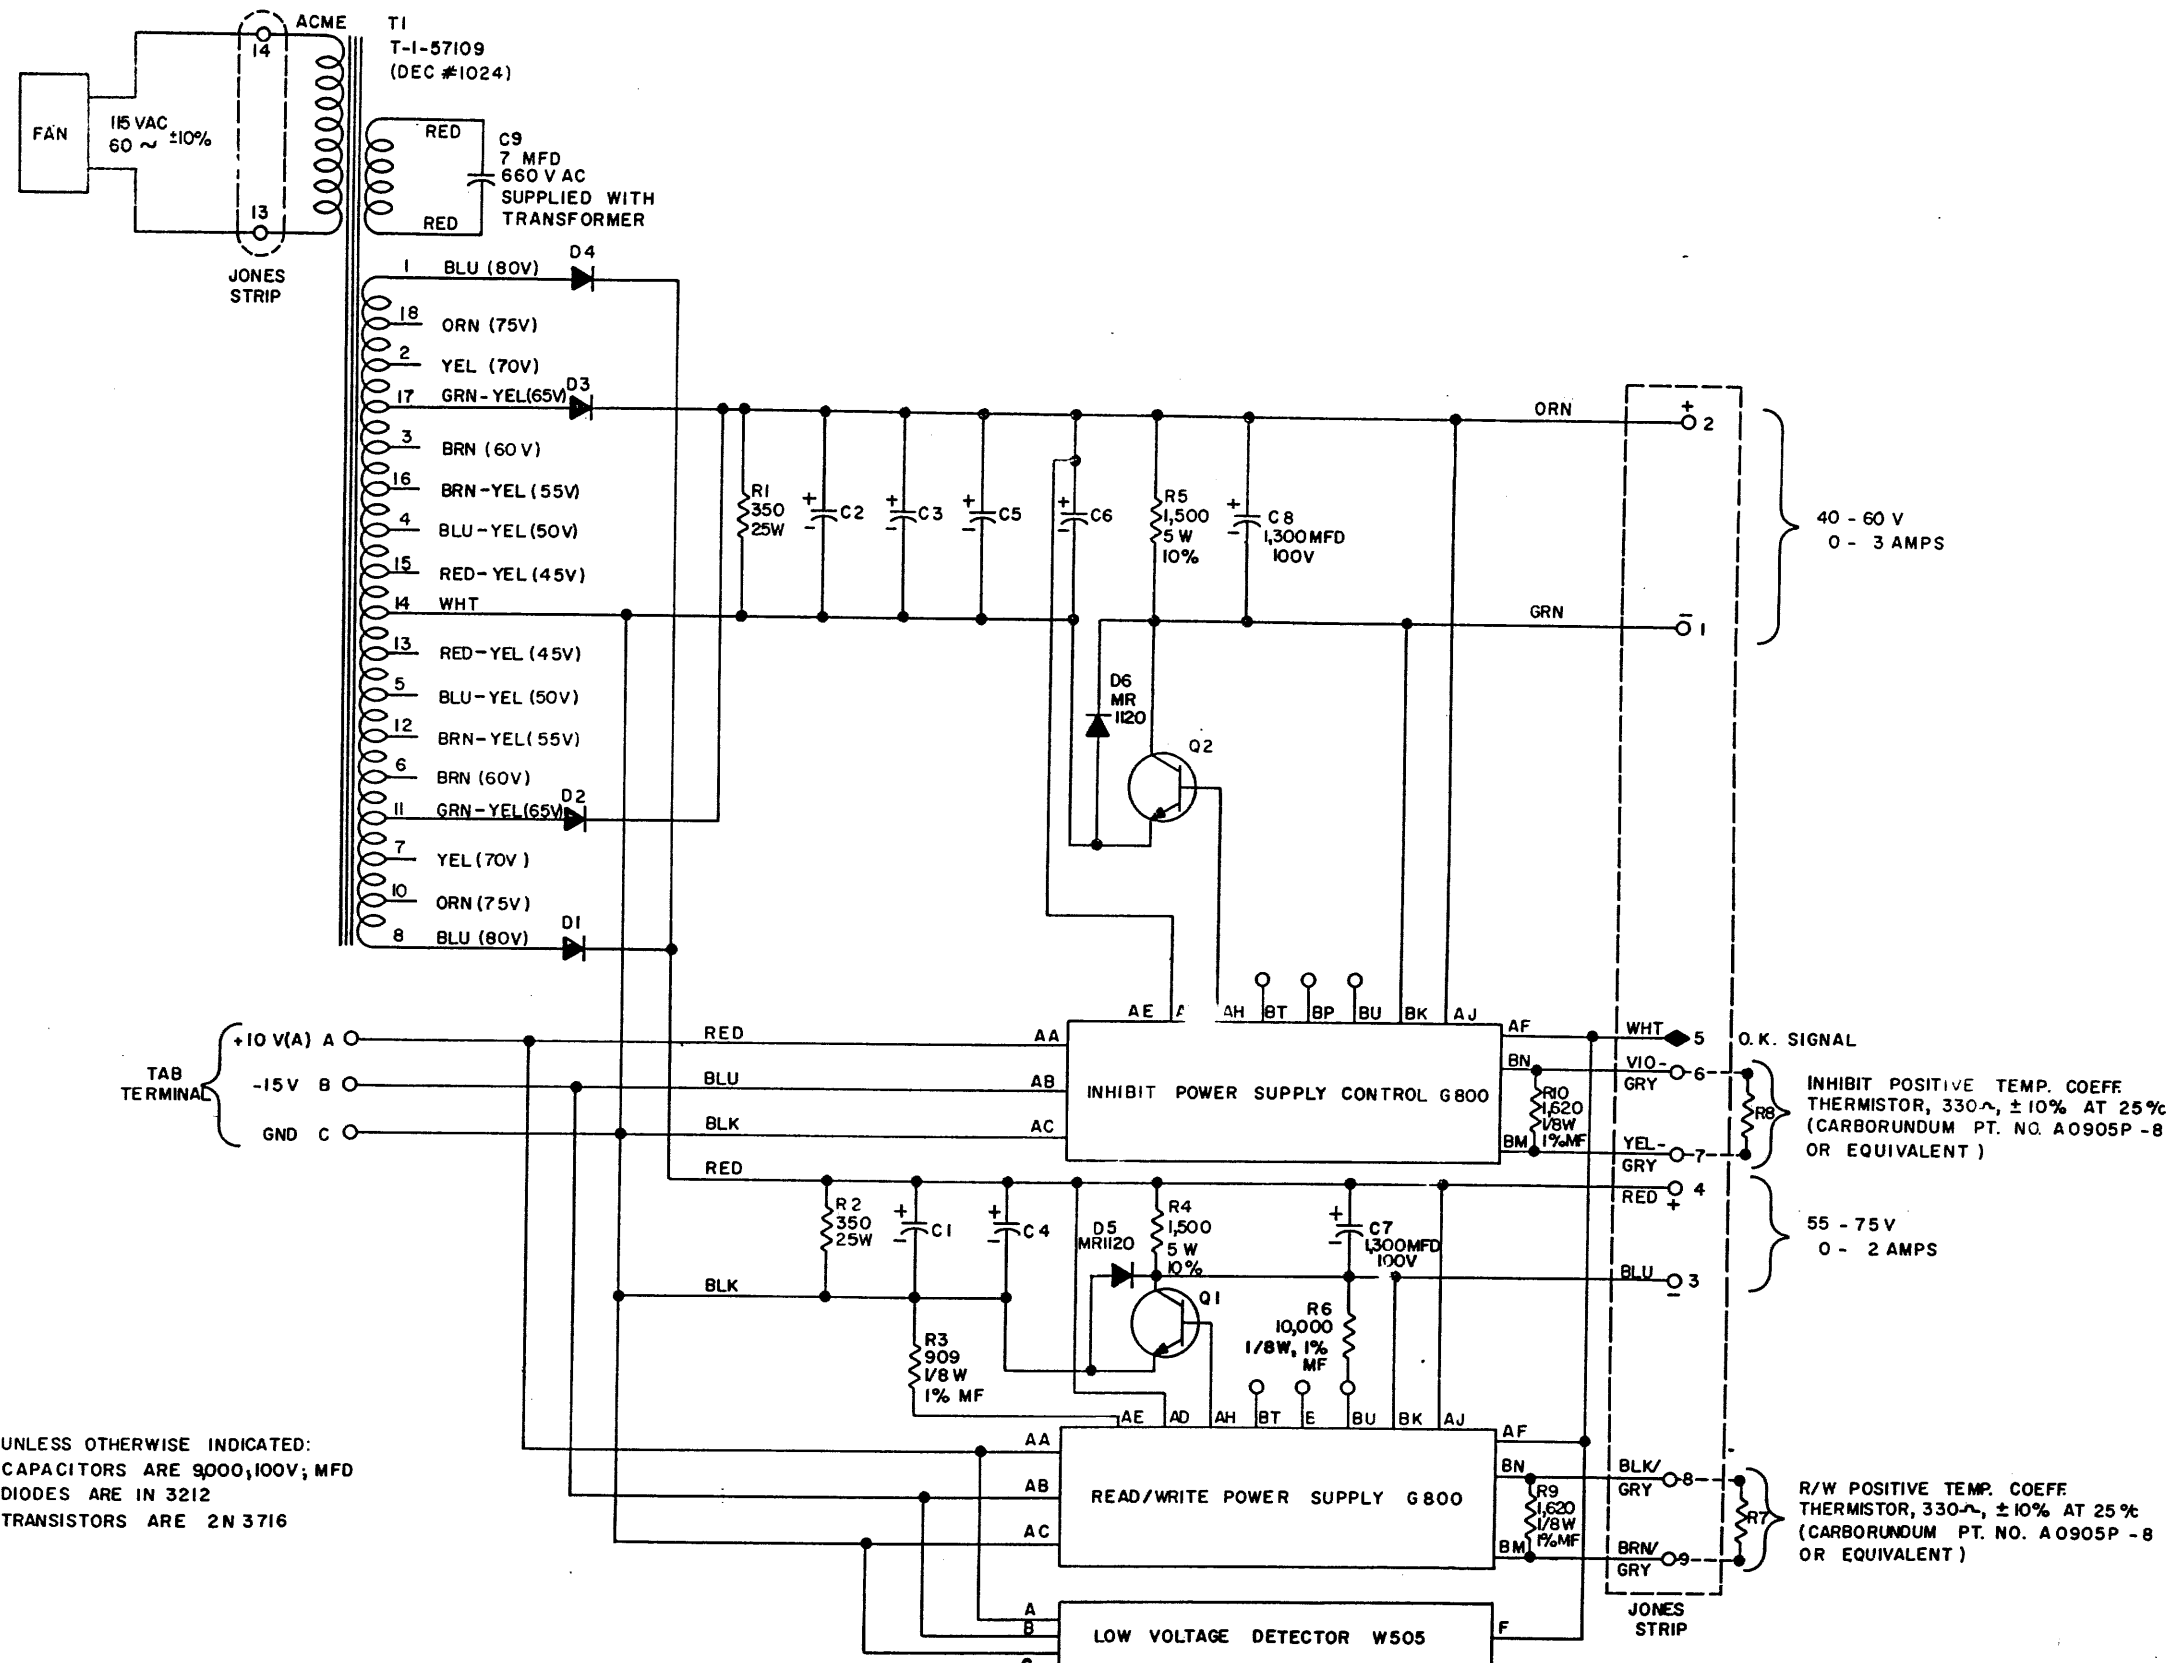 ACME
T1
T-1-57109
(DEC #1024)
14
FAN
115 VAC
60 ~ ±10%
13
JONES
STRIP
RED
C9
7 MFD
660 V AC
SUPPLIED WITH
TRANSFORMER
RED
D4
1 BLU (80V)
18 ORN (75V)
2 YEL (70V)
D3
17 GRN-YEL(65V)
3 BRN (60V)
16 BRN-YEL (55V)
4 BLU-YEL(50V)
15 RED-YEL (45V)
14 WHT
13 RED-YEL (45V)
5 BLU-YEL (50V)
12 BRN-YEL(55V)
6 BRN (60V)
D2
11 GRN-YEL(65V)
7 YEL (70V)
10 ORN (75V)
D1
8 BLU (80V)
R1
350
25W
+
-
C2
+
-
C3
+
-
C5
+
-
C6
R5
1,500
5 W
10%
+
-
C8
1,300MFD
100V
ORN
+
2
GRN
-
1
40 - 60 V
0 - 3 AMPS
D6
MR
1120
Q2
TAB
TERMINAL
+10 V(A) A
-15V B
GND C
RED
BLU
BLK
RED
AE
AH
BT
BP
BU
BK
AJ
AA
AB
AC
INHIBIT POWER SUPPLY CONTROL G800
AF
BN
BM
R10
1,620
1/8W
1%MF
WHT
5 O.K. SIGNAL
VIO-
GRY
6
YEL-
GRY
7
R8
INHIBIT POSITIVE TEMP. COEFF.
THERMISTOR, 330Ω, ±10% AT 25°C
(CARBORUNDUM PT. NO. A0905P-8
OR EQUIVALENT)
RED
4
+
55 - 75V
0 - 2 AMPS
BLU
3
-
R2
350
25W
+
-
C1
+
-
C4
D5
MR1120
R4
1,500
5 W
10%
+
-
C7
1,300MFD
100V
BLK
R3
909
1/8W
1% MF
Q1
R6
10,000
1/8W, 1%
MF
AE
AD
AH
BT
E
BU
BK
AJ
AA
AB
AC
READ/WRITE POWER SUPPLY G800
AF
BN
BM
R9
1,620
1/8W
1%MF
BLK/
GRY
8
BRN/
GRY
9
R7
R/W POSITIVE TEMP. COEFF.
THERMISTOR, 330Ω, ±10% AT 25°C
(CARBORUNDUM PT. NO. A0905P-8
OR EQUIVALENT)
JONES
STRIP
UNLESS OTHERWISE INDICATED:
CAPACITORS ARE 9,000,100V; MFD
DIODES ARE IN 3212
TRANSISTORS ARE 2N3716
A
B
LOW VOLTAGE DETECTOR W505
F